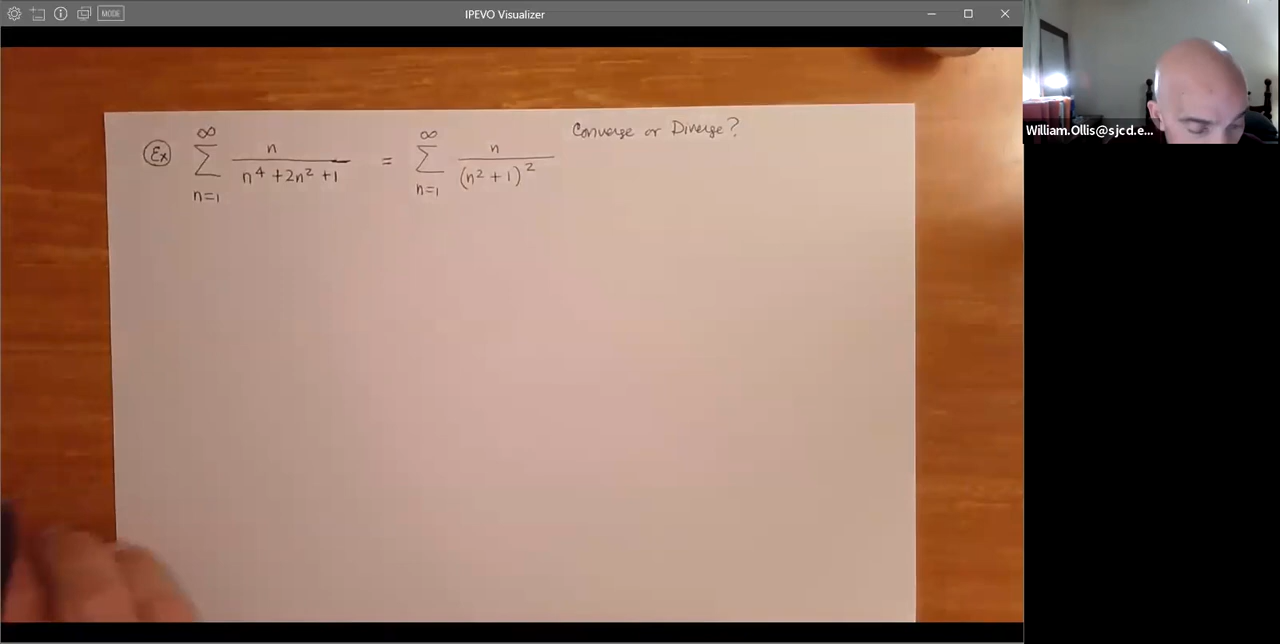 MODE
IPEVO Visualizer
William.Ollis@sjcd.e...
Converge or Diverge?
Ex ∞ Σ n=1 n / n⁴ + 2n² + 1 = ∞ Σ n=1 n / (n² + 1)²